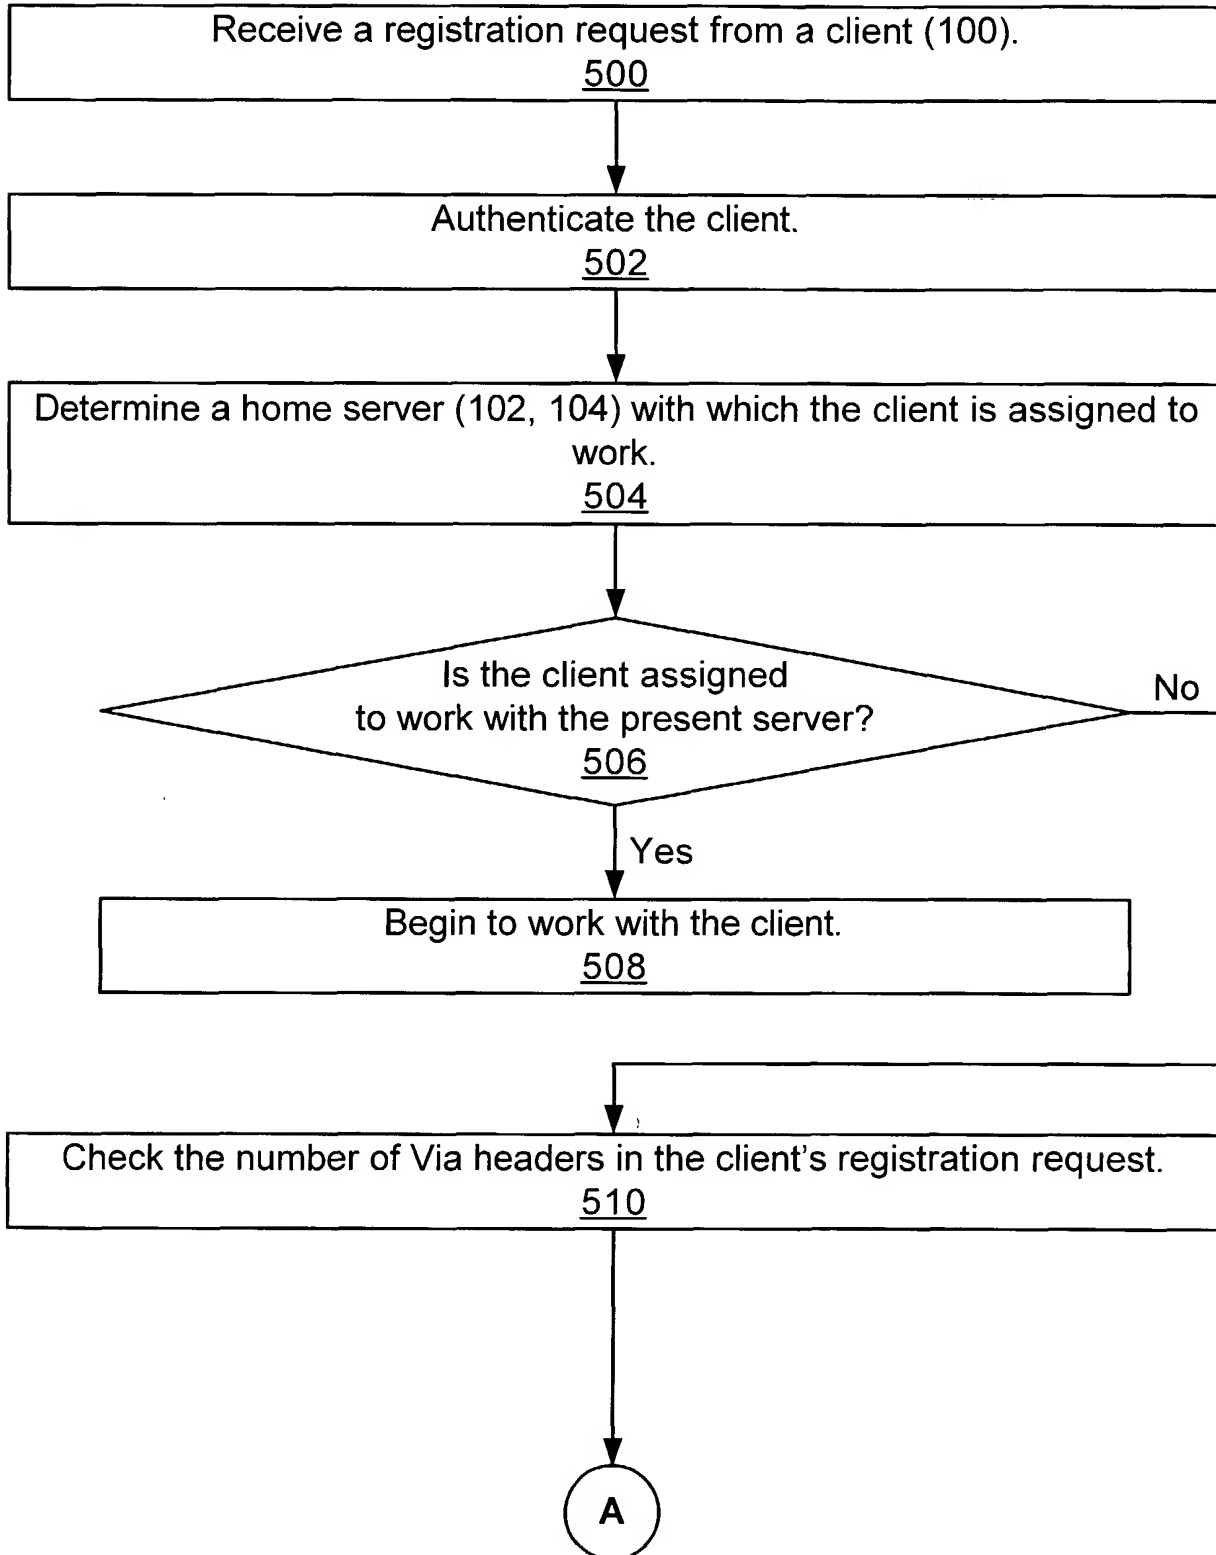 Receive a registration request from a client (100).
500
Authenticate the client.
502
Determine a home server (102, 104) with which the client is assigned to
work.
504
Is the client assigned
to work with the present server?
506
No
Yes
Begin to work with the client.
508
Check the number of Via headers in the client's registration request.
510
A